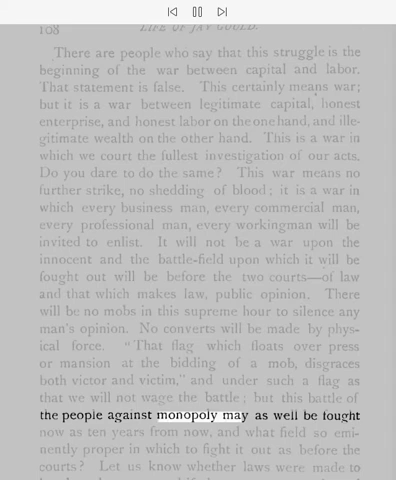 108 LIFE OF JAY GOULD.
There are people who say that this struggle is the
beginning of the war between capital and labor.
That statement is false. This certainly means war;
but it is a war between legitimate capital, honest
enterprise, and honest labor on the one hand, and ille-
gitimate wealth on the other hand. This is a war in
which we court the fullest investigation of our acts.
Do you dare to do the same? This war means no
further strike, no shedding of blood; it is a war in
which every business man, every commercial man,
every professional man, every workingman will be
invited to enlist. It will not be a war upon the
innocent and the battle-field upon which it will be
fought out will be before the two courts—of law
and that which makes law, public opinion. There
will be no mobs in this supreme hour to silence any
man's opinion. No converts will be made by phys-
ical force. "That flag which floats over press
or mansion at the bidding of a mob, disgraces
both victor and victim," and under such a flag as
that we will not wage the battle; but this battle of
the people against monopoly may as well be fought
now as ten years from now, and what field so emi-
nently proper in which to fight it out as before the
courts? Let us know whether laws were made to